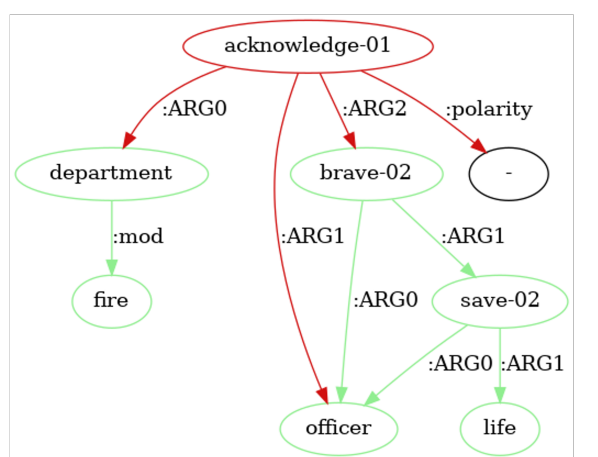 acknowledge-01
:ARG0
:ARG2
:polarity
department
brave-02
-
:mod
:ARG1
:ARG1
fire
:ARG0
save-02
:ARG0
:ARG1
officer
life